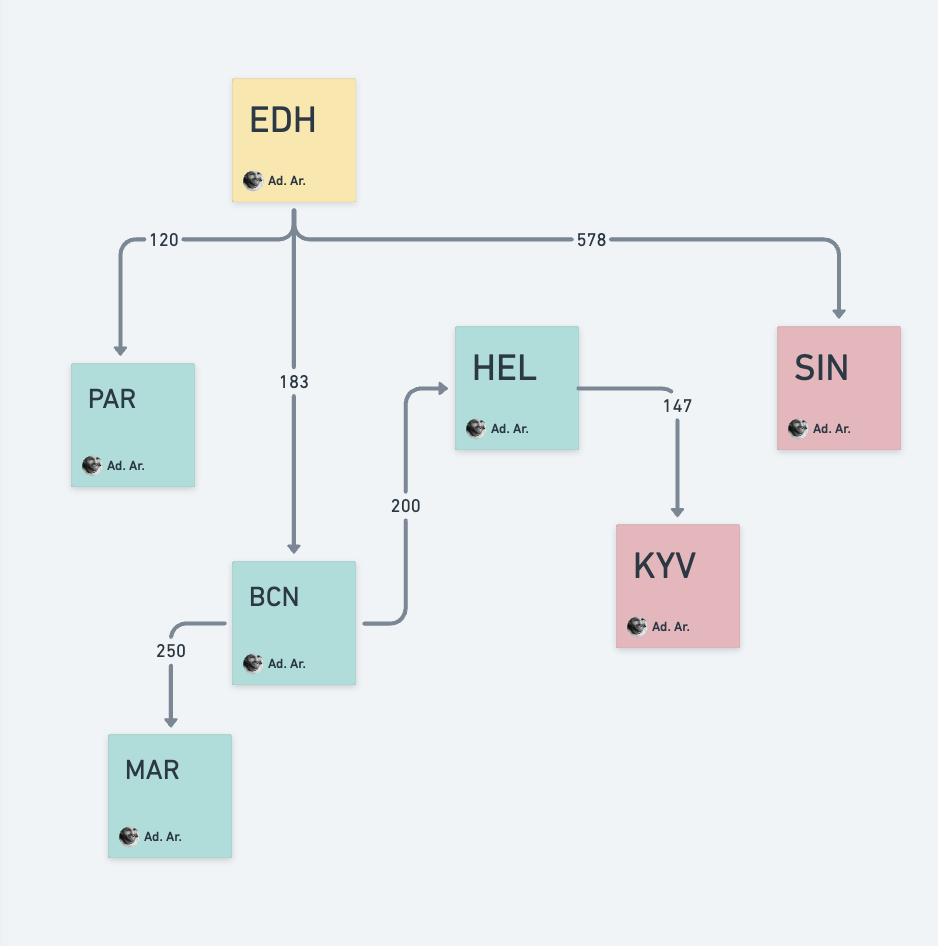 EDH
Ad. Ar.
120
578
183
PAR
Ad. Ar.
HEL
Ad. Ar.
147
SIN
Ad. Ar.
200
KYV
Ad. Ar.
BCN
Ad. Ar.
250
MAR
Ad. Ar.